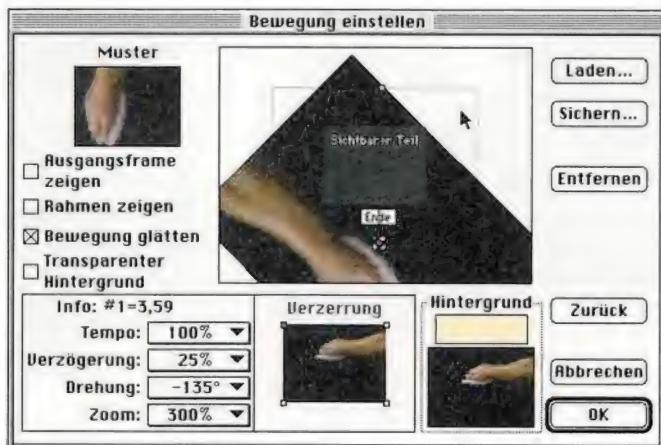 Bewegung einstellen
Muster
Ausgangsframe
zeigen
Rahmen zeigen
Bewegung glätten
Transparenter
Hintergrund
Sichtbarer Teil
Ende
Laden...
Sichern...
Entfernen
Info: #1=3,59
Tempo: 100%
Verzögerung: 25%
Drehung: -135°
Zoom: 300%
Verzerrung
Hintergrund
Zurück
Abbrechen
OK